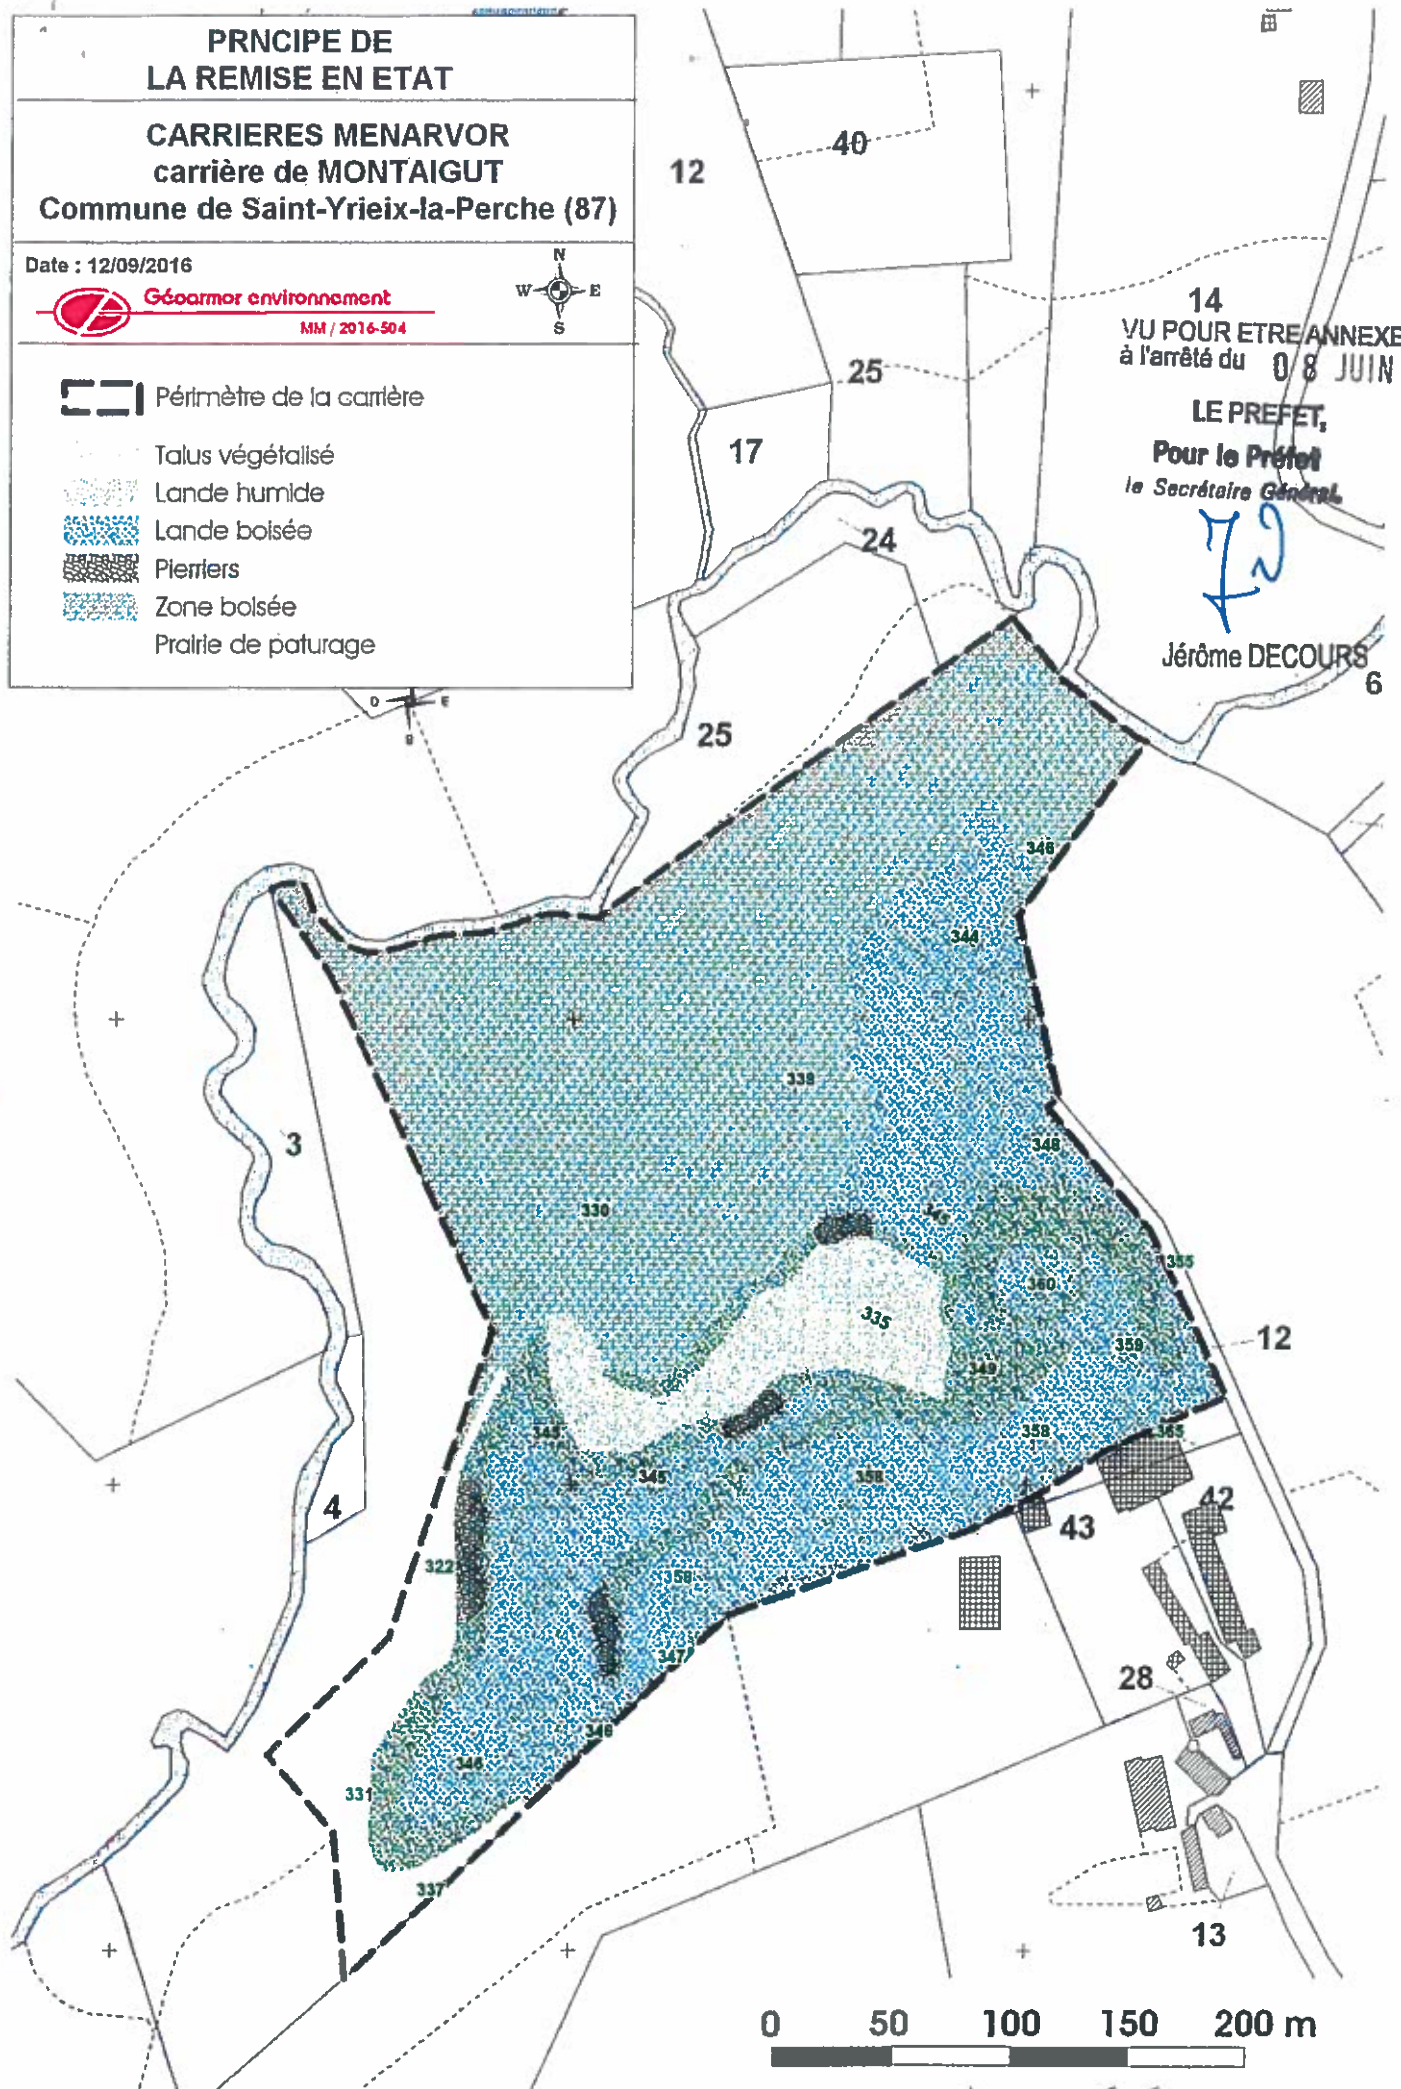 PRNCIPE DE
LA REMISE EN ETAT
CARRIERES MENARVOR
carrière de MONTAIGUT
Commune de Saint-Yrieix-la-Perche (87)
Date : 12/09/2016
Géoarmor environnement
MM / 2016-504
N
W E
S
Périmètre de la carrière
Talus végétalisé
Lande humide
Lande boisée
Pierriers
Zone boisée
Prairie de paturage
40
12
14
VU POUR ETRE ANNEXE
à l'arrêté du 08 JUIN
25
LE PREFET,
Pour le Préfet
le Secrétaire Général
17
24
Jérôme DECOURS
6
O E
S
25
346
344
339
3
348
330
345
355
360
335
12
359
349
345
358
365
345
358
4
42
43
322
358
347
28
346
346
331
337
13
0 50 100 150 200 m